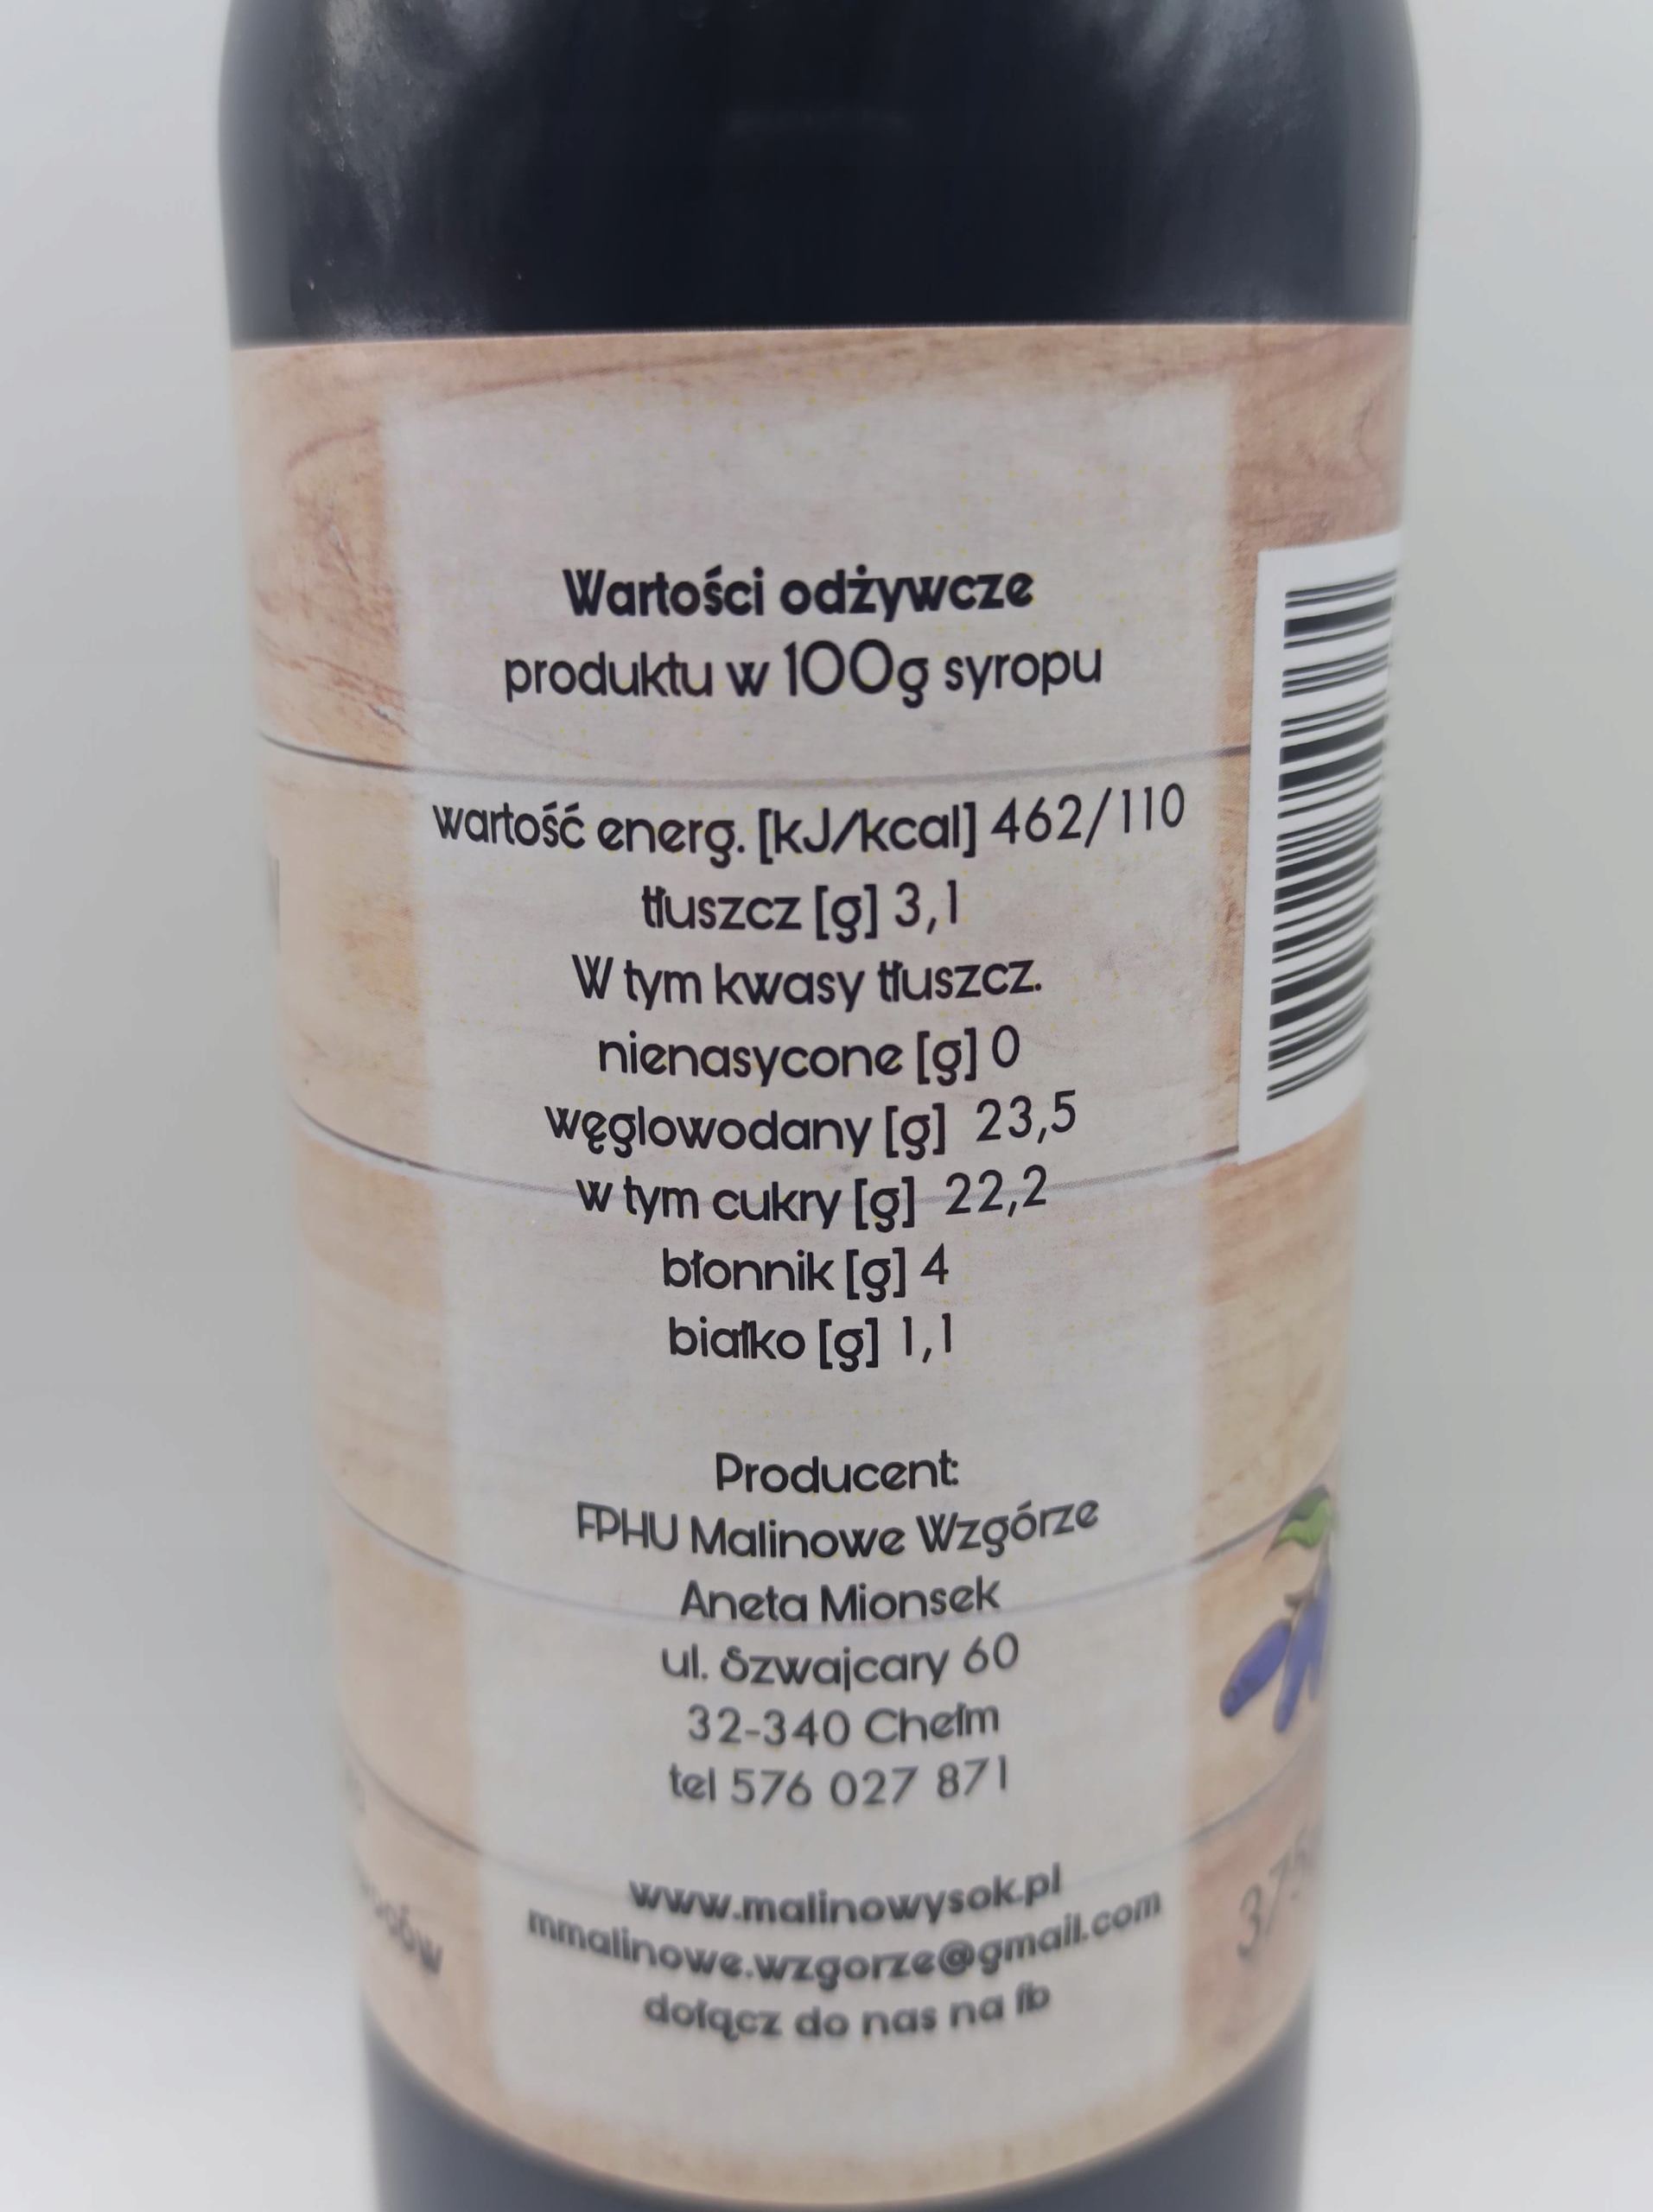 Wartości odżywcze
produktu w 100g syropu
wartość energ. [kJ/kcal] 462/110
tłuszcz [g] 3,1
W tym kwasy tłuszcz.
nienasycone [g] 0
węglowodany [g] 23,5
w tym cukry [g] 22,2
błonnik [g] 4
białko [g] 1,1
Producent:
FPHU Malinowe Wzgórze
Aneta Mionsek
ul. Szwajcary 60
32-340 Chełm
tel 576 027 871
www.malinowysok.pl
mmalinowe.wzgorze@gmail.com
dołącz do nas na fb